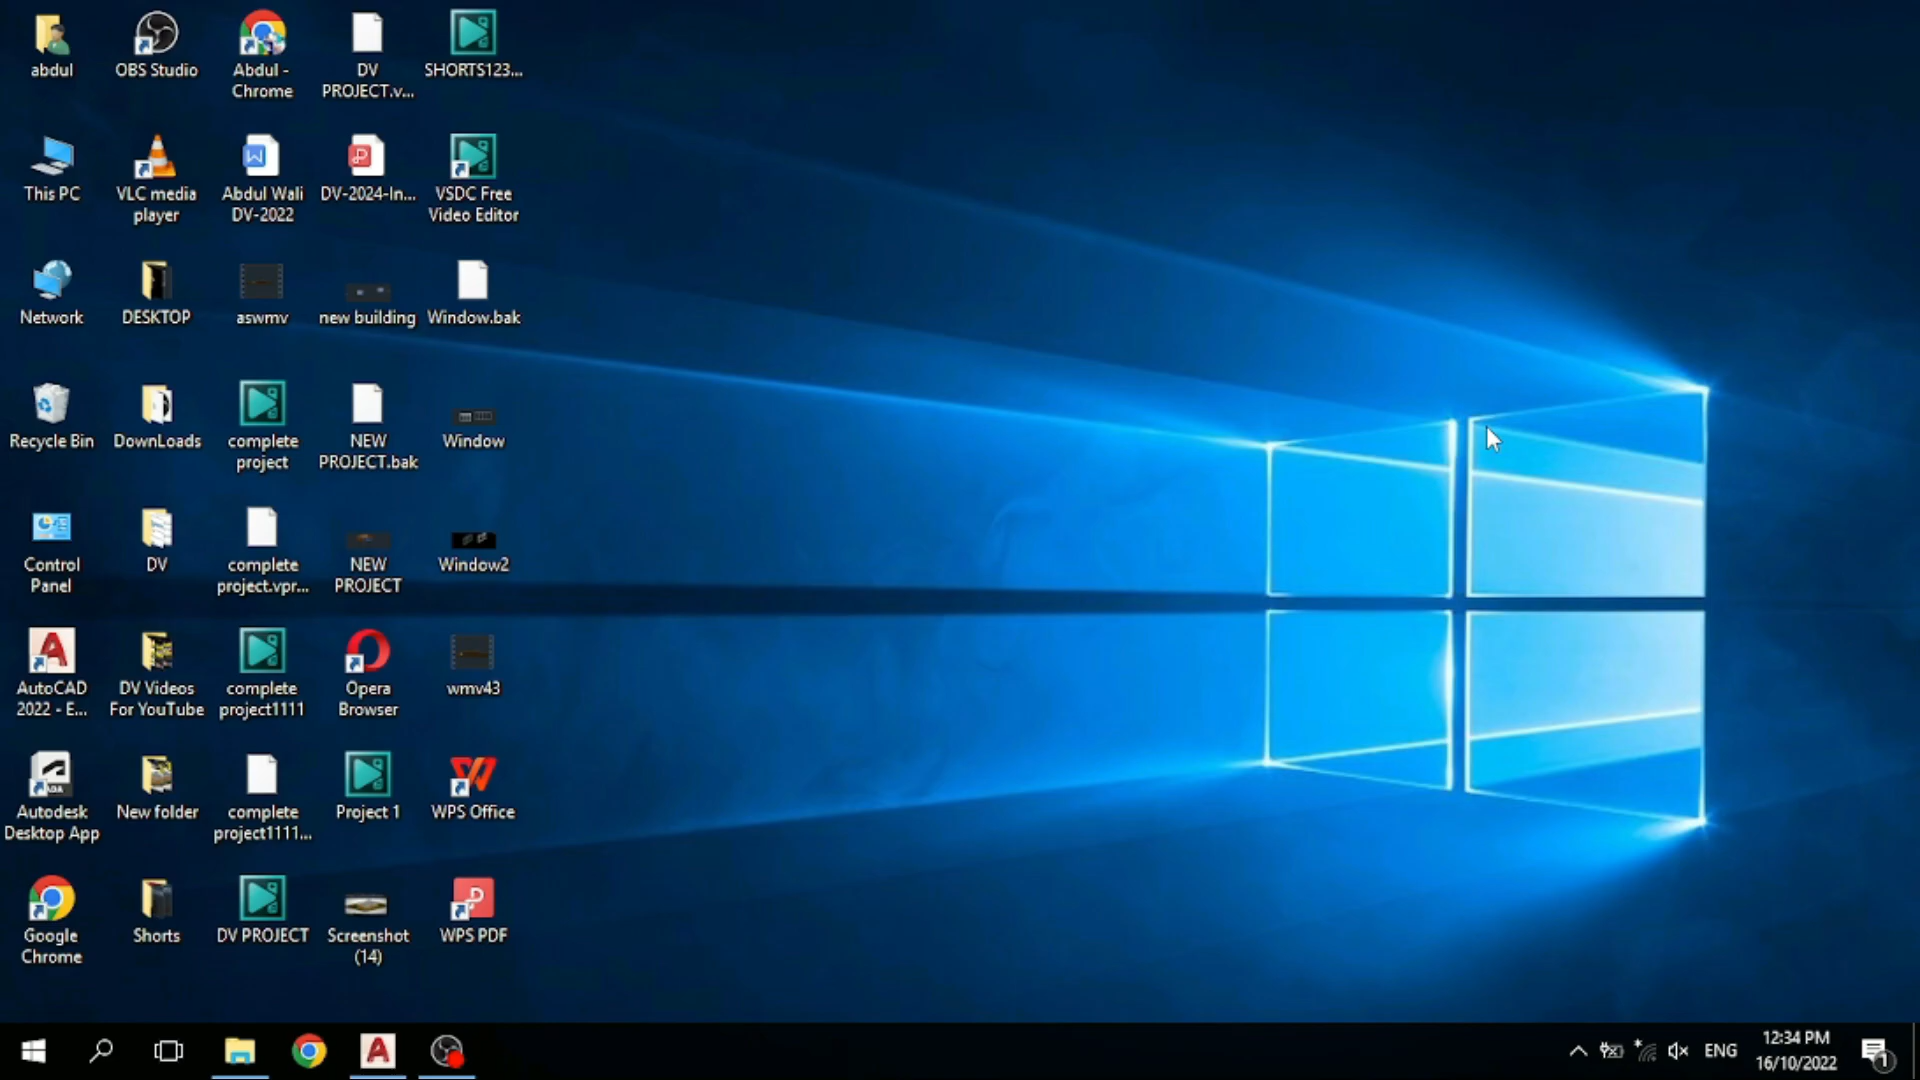 abdul
OBS Studio
Abdul -
Chrome
DV
PROJECT.v...
SHORTS123...
This PC
VLC media
player
Abdul Wali
DV-2022
DV-2024-In...
VSDC Free
Video Editor
Network
DESKTOP
aswmv
new building
Window.bak
Recycle Bin
DownLoads
complete
project
NEW
PROJECT.bak
Window
Control
Panel
DV
complete
project.vpr...
NEW
PROJECT
Window2
AutoCAD
2022 - E...
DV Videos
For YouTube
complete
project1111
Opera
Browser
wmv43
Autodesk
Desktop App
New folder
complete
project1111...
Project 1
WPS Office
Google
Chrome
Shorts
DV PROJECT
Screenshot
(14)
WPS PDF
ENG
12:34 PM
16/10/2022
1